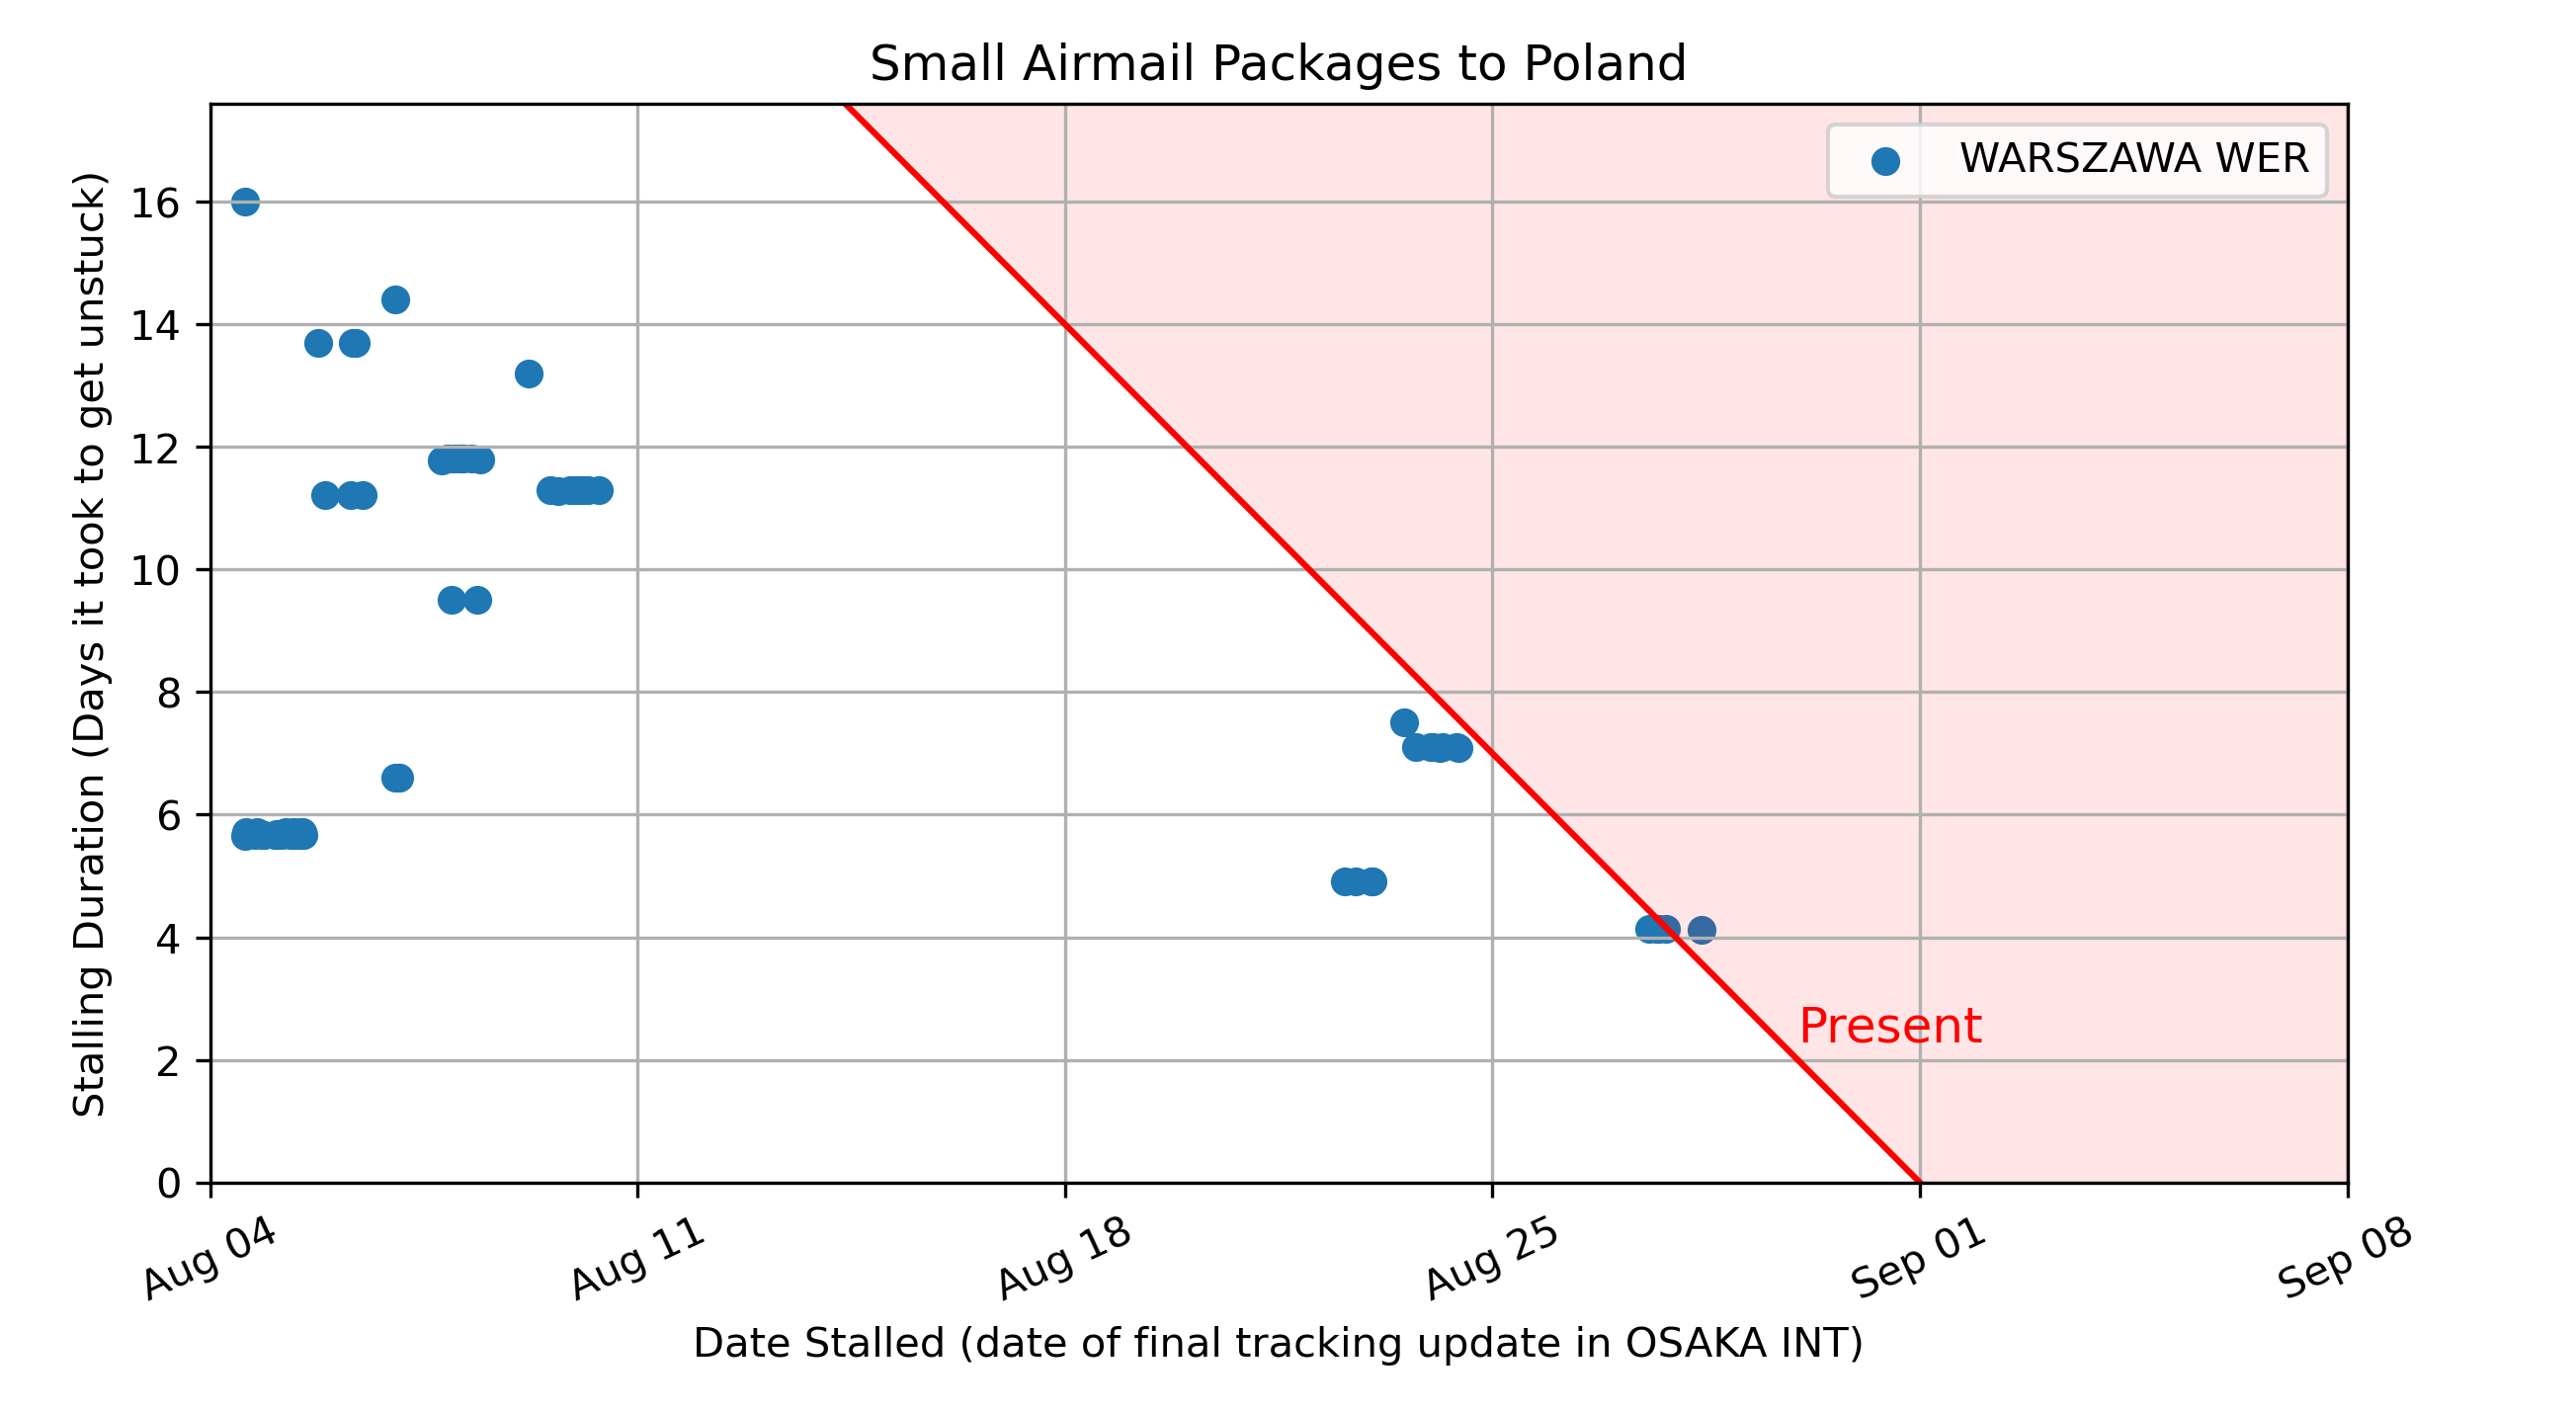 Small Airmail Packages to Poland
WARSZAWA WER
Stalling Duration (Days it took to get unstuck)
16
14
12
10
8
6
4
2
0
Present
Aug 04
Aug 11
Aug 18
Aug 25
Sep 01
Sep 08
Date Stalled (date of final tracking update in OSAKA INT)